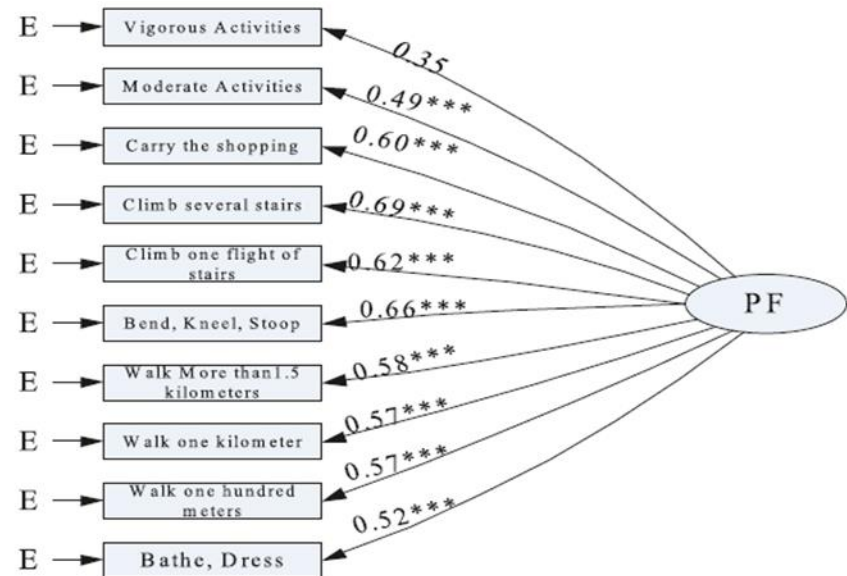 E
Vigorous Activities
0.35
E
Moderate Activities
0.49***
E
Carry the shopping
0.60***
E
Climb several stairs
0.69***
E
Climb one flight of
stairs
0.62***
PF
E
Bend, Kneel, Stoop
0.66***
E
Walk More than1.5
kilometers
0.58***
E
Walk one kilometer
0.57***
E
Walk one hundred
meters
0.57***
E
Bathe, Dress
0.52***